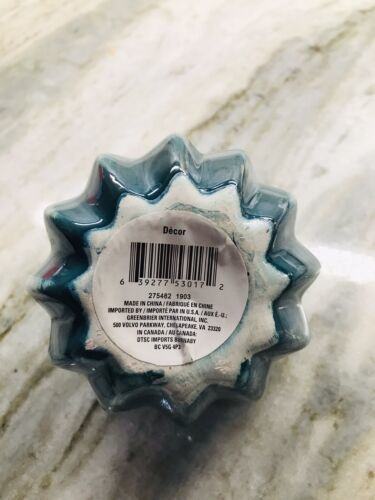 Décor
6 39277 53017 2
275462 1903
MADE IN CHINA / FABRIQUÉ EN CHINE
IMPORTED BY / IMPORTÉ PAR IN U.S.A. / AUX É.-U.:
GREENBRIER INTERNATIONAL, INC.
500 VOLVO PARKWAY, CHESAPEAKE, VA 23320
IN CANADA / AU CANADA:
DTSC IMPORTS BURNABY
BC V5G 4P3